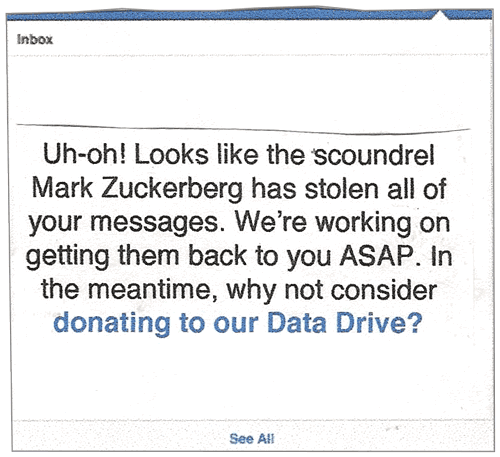 Inbox
Uh-oh! Looks like the scoundrel
Mark Zuckerberg has stolen all of
your messages. We're working on
getting them back to you ASAP. In
the meantime, why not consider
donating to our Data Drive?
See All